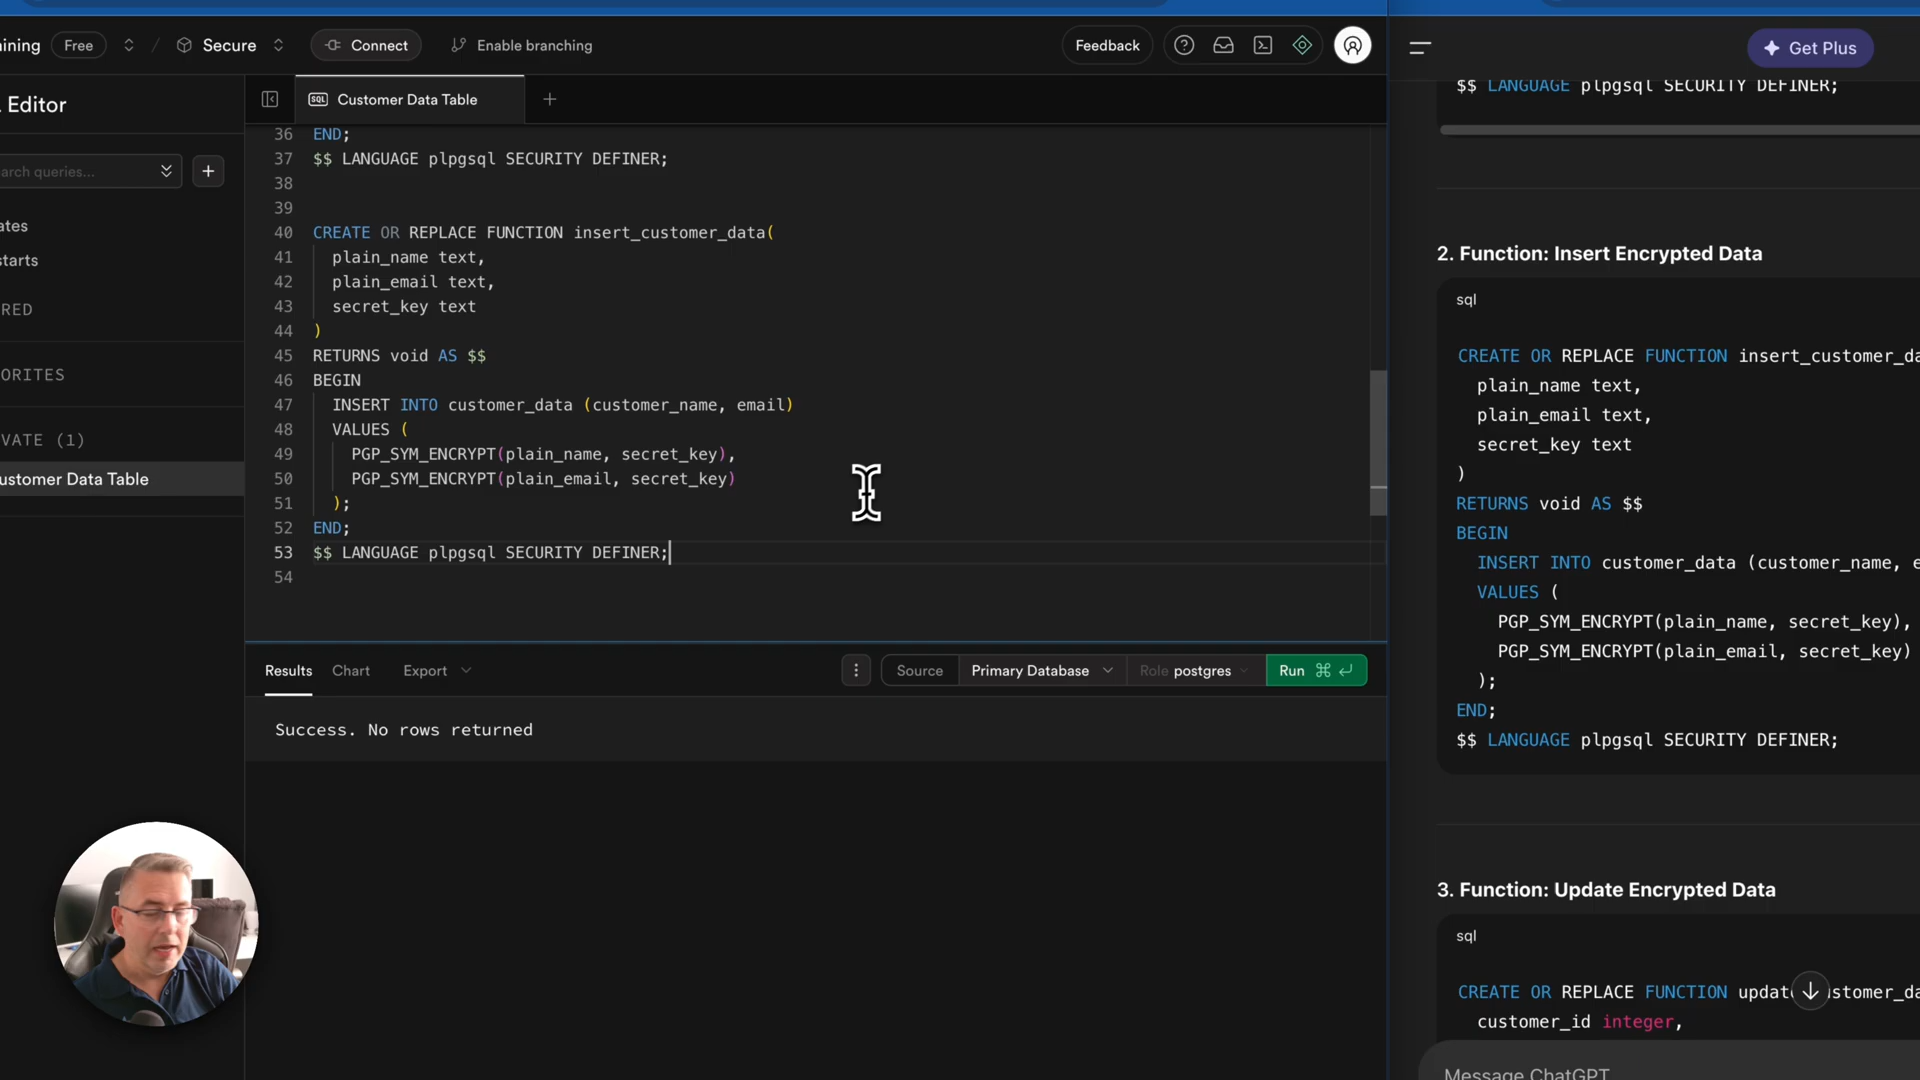 ining Free / Secure Connect Enable branching Feedback
Editor
Customer Data Table
arch queries...
ates
starts
RED
ORITES
VATE (1)
ustomer Data Table
36 END;
37 $$ LANGUAGE plpgsql SECURITY DEFINER;
38
39
40 CREATE OR REPLACE FUNCTION insert_customer_data(
41 plain_name text,
42 plain_email text,
43 secret_key text
44 )
45 RETURNS void AS $$
46 BEGIN
47 INSERT INTO customer_data (customer_name, email)
48 VALUES (
49 PGP_SYM_ENCRYPT(plain_name, secret_key),
50 PGP_SYM_ENCRYPT(plain_email, secret_key)
51 );
52 END;
53 $$ LANGUAGE plpgsql SECURITY DEFINER;
54
Results Chart Export Source Primary Database Role postgres Run ⌘ ↵
Success. No rows returned
Get Plus
$$ LANGUAGE plpgsql SECURITY DEFINER;
2. Function: Insert Encrypted Data
sql
CREATE OR REPLACE FUNCTION insert_customer_da
plain_name text,
plain_email text,
secret_key text
)
RETURNS void AS $$
BEGIN
INSERT INTO customer_data (customer_name, e
VALUES (
PGP_SYM_ENCRYPT(plain_name, secret_key),
PGP_SYM_ENCRYPT(plain_email, secret_key)
);
END;
$$ LANGUAGE plpgsql SECURITY DEFINER;
3. Function: Update Encrypted Data
sql
CREATE OR REPLACE FUNCTION updat stomer_da
customer_id integer,
Message ChatGPT